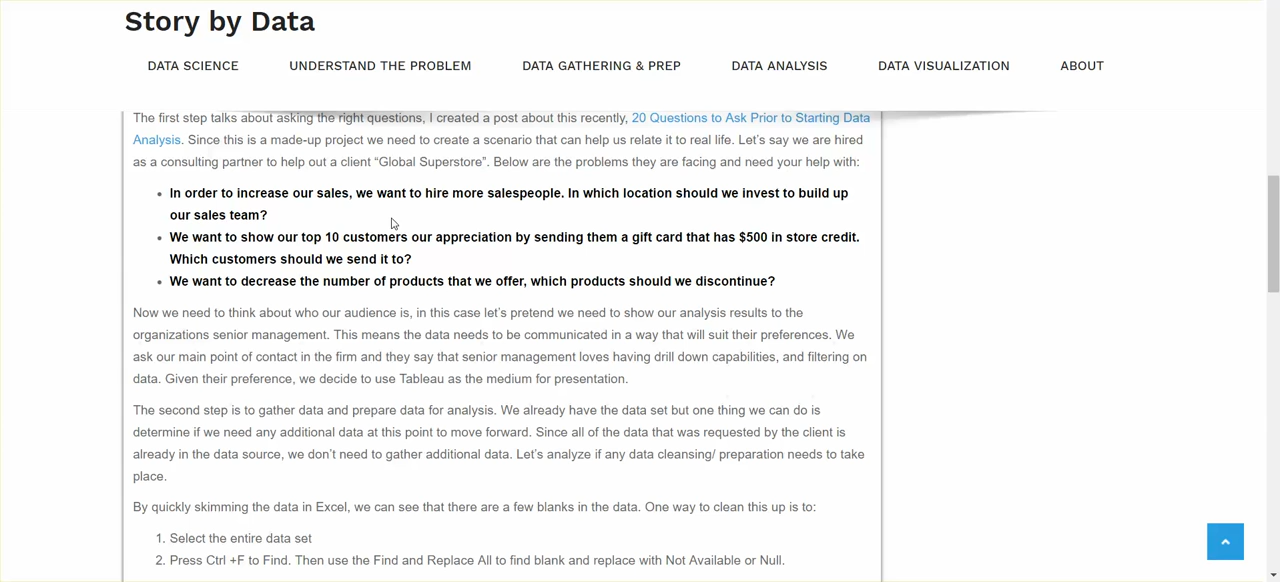 Story by Data
DATA SCIENCE UNDERSTAND THE PROBLEM DATA GATHERING & PREP DATA ANALYSIS DATA VISUALIZATION ABOUT
The first step talks about asking the right questions, I created a post about this recently, 20 Questions to Ask Prior to Starting Data
Analysis. Since this is a made-up project we need to create a scenario that can help us relate it to real life. Let’s say we are hired
as a consulting partner to help out a client “Global Superstore”. Below are the problems they are facing and need your help with:
• In order to increase our sales, we want to hire more salespeople. In which location should we invest to build up
our sales team?
• We want to show our top 10 customers our appreciation by sending them a gift card that has $500 in store credit.
Which customers should we send it to?
• We want to decrease the number of products that we offer, which products should we discontinue?
Now we need to think about who our audience is, in this case let’s pretend we need to show our analysis results to the
organizations senior management. This means the data needs to be communicated in a way that will suit their preferences. We
ask our main point of contact in the firm and they say that senior management loves having drill down capabilities, and filtering on
data. Given their preference, we decide to use Tableau as the medium for presentation.
The second step is to gather data and prepare data for analysis. We already have the data set but one thing we can do is
determine if we need any additional data at this point to move forward. Since all of the data that was requested by the client is
already in the data source, we don’t need to gather additional data. Let’s analyze if any data cleansing/ preparation needs to take
place.
By quickly skimming the data in Excel, we can see that there are a few blanks in the data. One way to clean this up is to:
1. Select the entire data set
2. Press Ctrl +F to Find. Then use the Find and Replace All to find blank and replace with Not Available or Null.